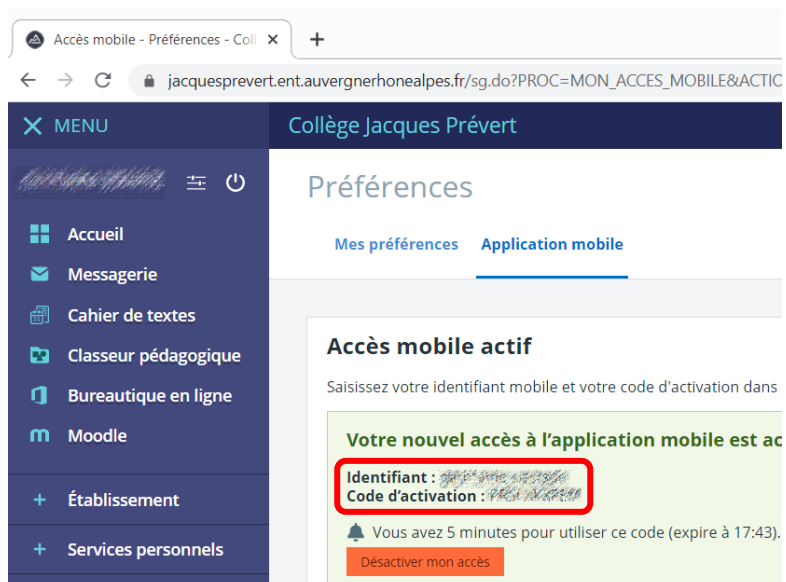 Accès mobile - Préférences - Coll
jacquesprevert.ent.auvergnerhonealpes.fr/sg.do?PROC=MON_ACCES_MOBILE&ACTIO
MENU
Collège Jacques Prévert
Préférences
Mes préférences Application mobile
Accueil
Messagerie
Cahier de textes
Classeur pédagogique
Bureautique en ligne
Moodle
Établissement
Services personnels
Accès mobile actif
Saisissez votre identifiant mobile et votre code d'activation dans
Votre nouvel accès à l’application mobile est ac
Identifiant :
Code d’activation :
Vous avez 5 minutes pour utiliser ce code (expire à 17:43).
Désactiver mon accès